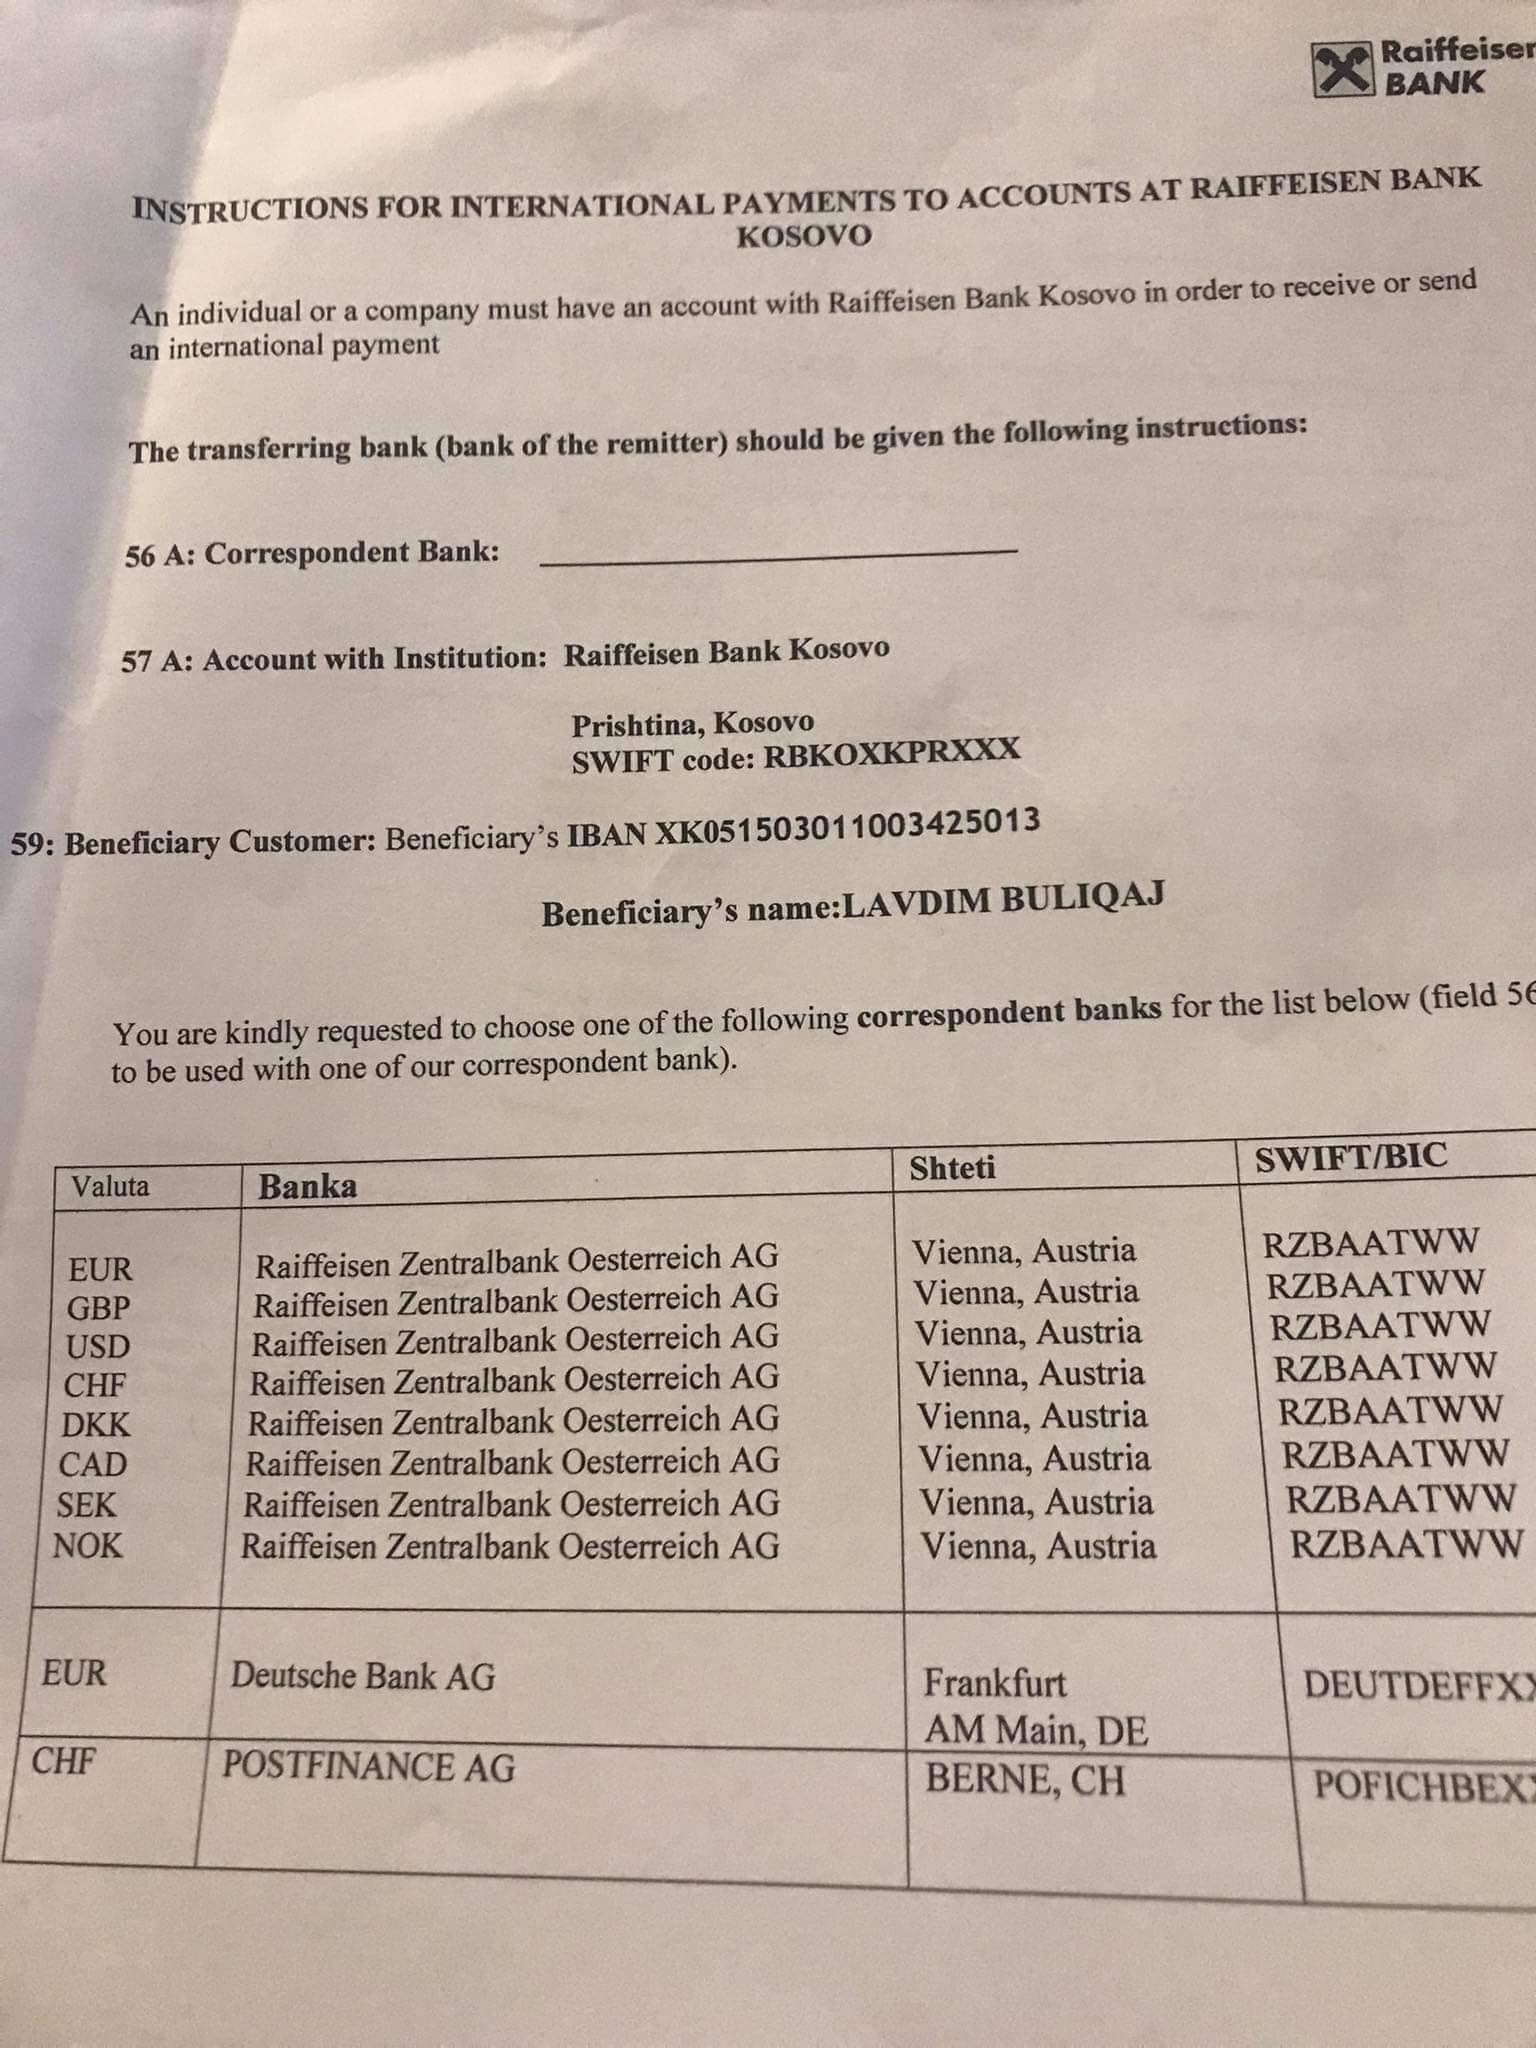 Raiffeisen
BANK
INSTRUCTIONS FOR INTERNATIONAL PAYMENTS TO ACCOUNTS AT RAIFFEISEN BANK
KOSOVO
An individual or a company must have an account with Raiffeisen Bank Kosovo in order to receive or send
an international payment
The transferring bank (bank of the remitter) should be given the following instructions:
56 A: Correspondent Bank:
57 A: Account with Institution: Raiffeisen Bank Kosovo
Prishtina, Kosovo
SWIFT code: RBKOXKPRXXX
59: Beneficiary Customer: Beneficiary's IBAN XK051503011003425013
Beneficiary's name:LAVDIM BULIQAJ
You are kindly requested to choose one of the following correspondent banks for the list below (field 56
to be used with one of our correspondent bank).
Valuta Banka Shteti SWIFT/BIC
EUR Raiffeisen Zentralbank Oesterreich AG Vienna, Austria RZBAATWW
GBP Raiffeisen Zentralbank Oesterreich AG Vienna, Austria RZBAATWW
USD Raiffeisen Zentralbank Oesterreich AG Vienna, Austria RZBAATWW
CHF Raiffeisen Zentralbank Oesterreich AG Vienna, Austria RZBAATWW
DKK Raiffeisen Zentralbank Oesterreich AG Vienna, Austria RZBAATWW
CAD Raiffeisen Zentralbank Oesterreich AG Vienna, Austria RZBAATWW
SEK Raiffeisen Zentralbank Oesterreich AG Vienna, Austria RZBAATWW
NOK Raiffeisen Zentralbank Oesterreich AG Vienna, Austria RZBAATWW
EUR Deutsche Bank AG Frankfurt DEUTDEFFXX
AM Main, DE
CHF POSTFINANCE AG BERNE, CH POFICHBEXX